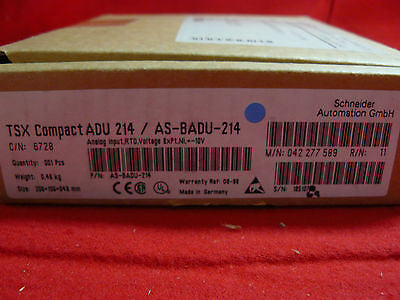 Schneider
Automation GmbH
TSX Compact ADU 214 / AS-BADU-214
Analog input,RTD,Voltage ExPt,NI,+-10V
C/N: 6728
M/N: 042 277 589 R/N: 11
Quantity: 001 Pcs
Weight: 0,46 kg
Warranty Ref: 08-98
Made in Germany
Size:
P/N: AS-BADU-214
S/N: